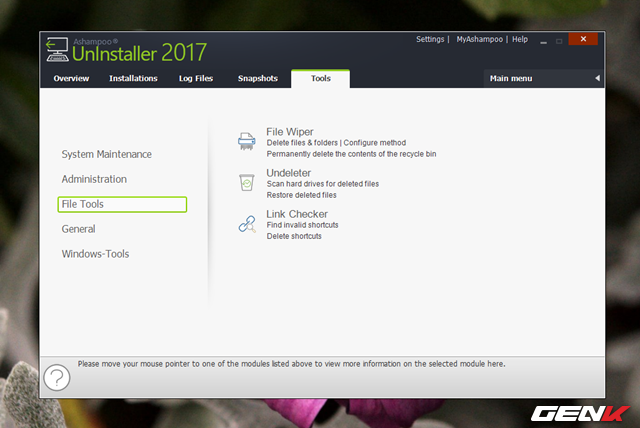 Ashampoo®
UnInstaller 2017
Settings | MyAshampoo | Help
Overview Installations Log Files Snapshots Tools Main menu
System Maintenance
Administration
File Tools
General
Windows-Tools
File Wiper
Delete files & folders | Configure method
Permanently delete the contents of the recycle bin
Undeleter
Scan hard drives for deleted files
Restore deleted files
Link Checker
Find invalid shortcuts
Delete shortcuts
?
Please move your mouse pointer to one of the modules listed above to view more information on the selected module here.
GENK